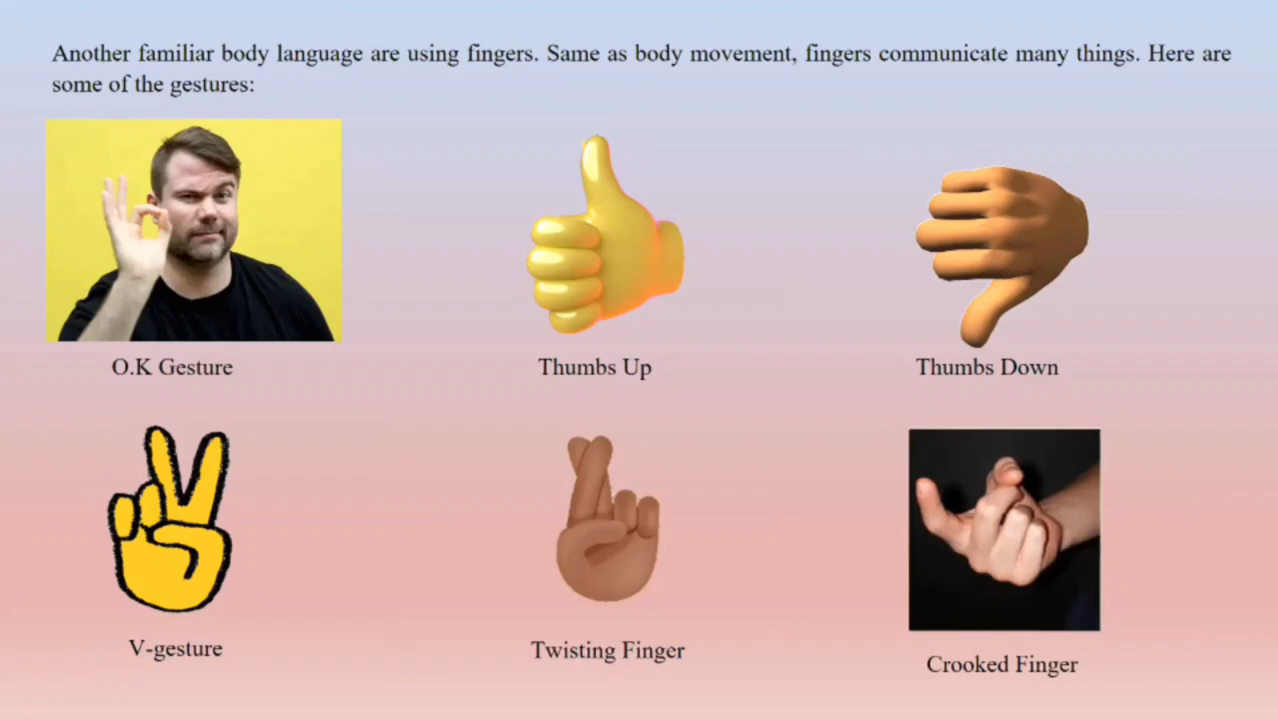 Another familiar body language are using fingers. Same as body movement, fingers communicate many things. Here are
some of the gestures:
O.K Gesture
Thumbs Up
Thumbs Down
V-gesture
Twisting Finger
Crooked Finger